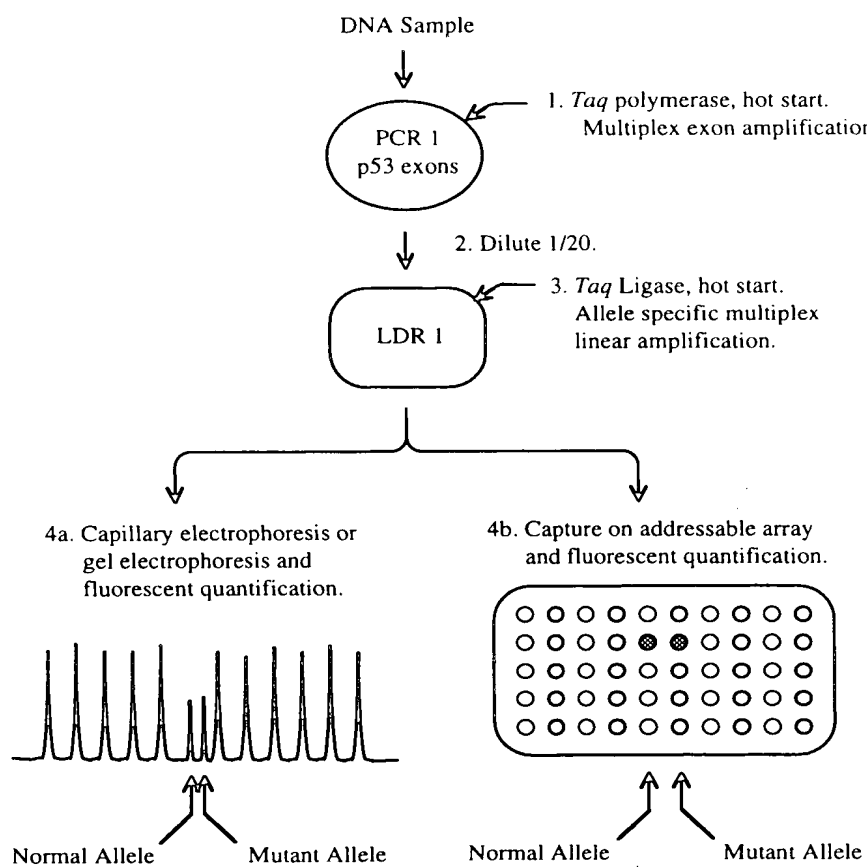 DNA Sample
1. Taq polymerase, hot start.
Multiplex exon amplification
PCR 1
p53 exons
2. Dilute 1/20.
3. Taq Ligase, hot start.
Allele specific multiplex
linear amplification.
LDR 1
4a. Capillary electrophoresis or
gel electrophoresis and
fluorescent quantification.
4b. Capture on addressable array
and fluorescent quantification.
Normal Allele
Mutant Allele
Normal Allele
Mutant Allele